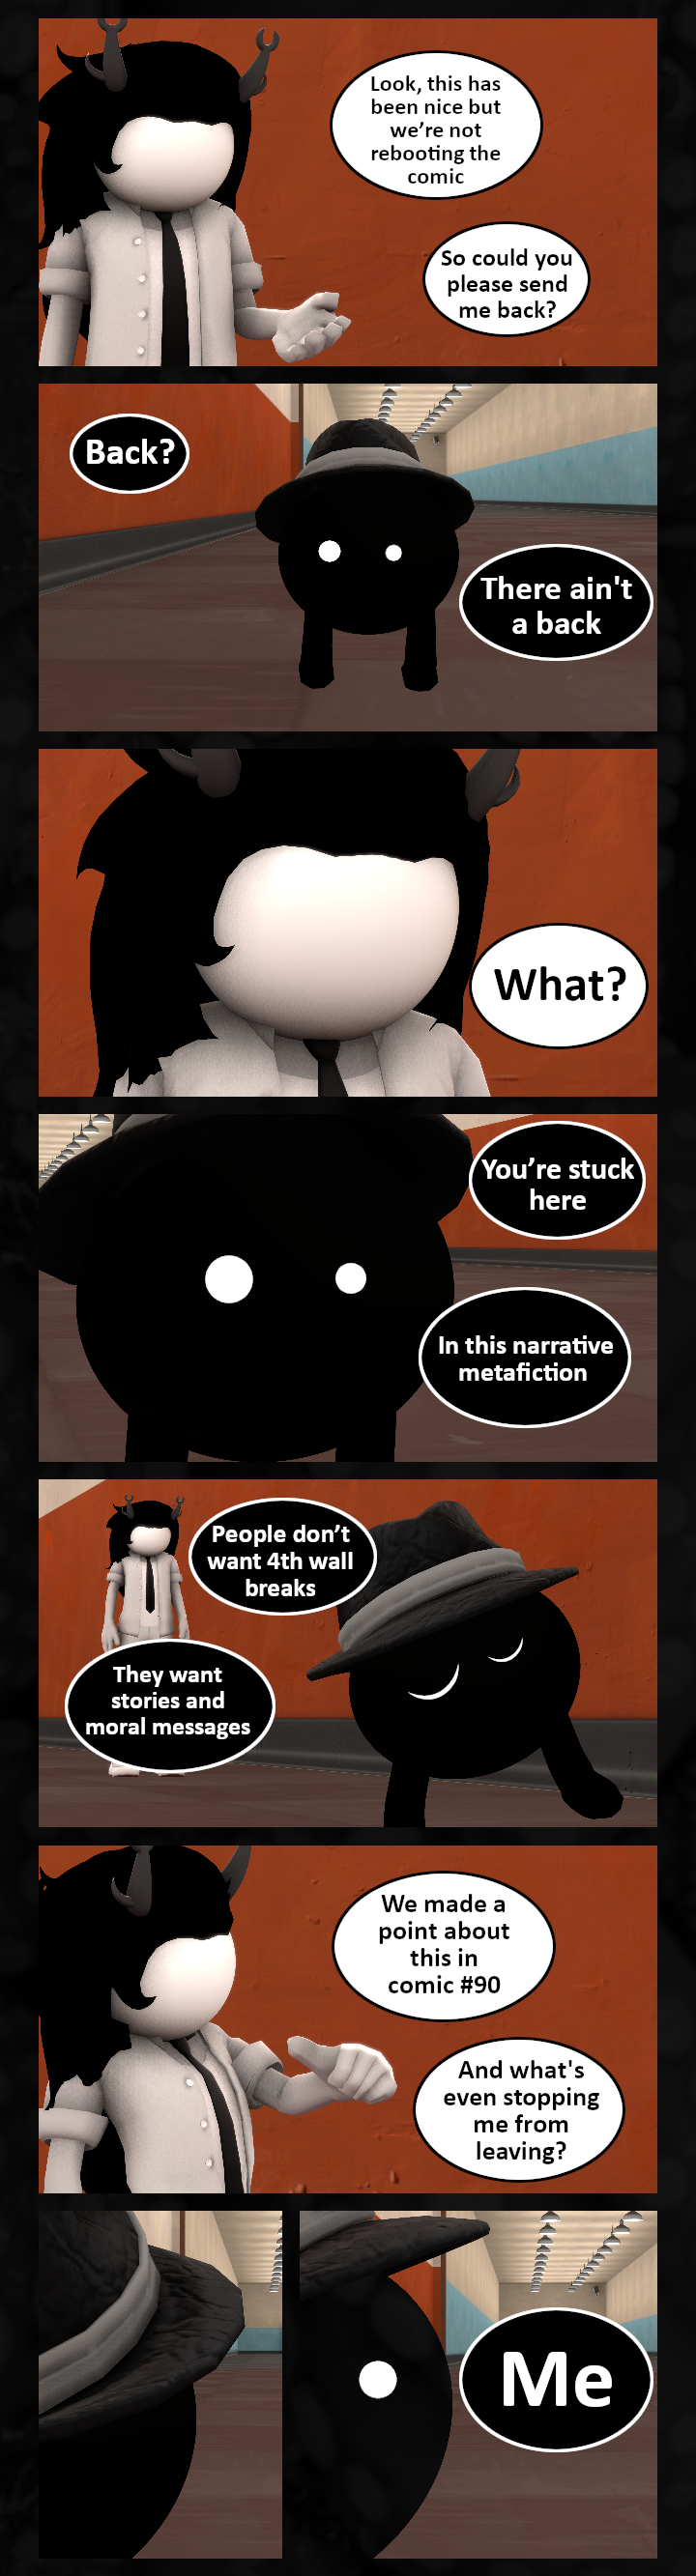 Look, this has
been nice but
we're not
rebooting the
comic
So could you
please send
me back?
Back?
There ain't
a back
What?
You're stuck
here
In this narrative
metafiction
People don't
want 4th wall
breaks
They want
stories and
moral messages
We made a
point about
this in
comic #90
And what's
even stopping
me from
leaving?
Me